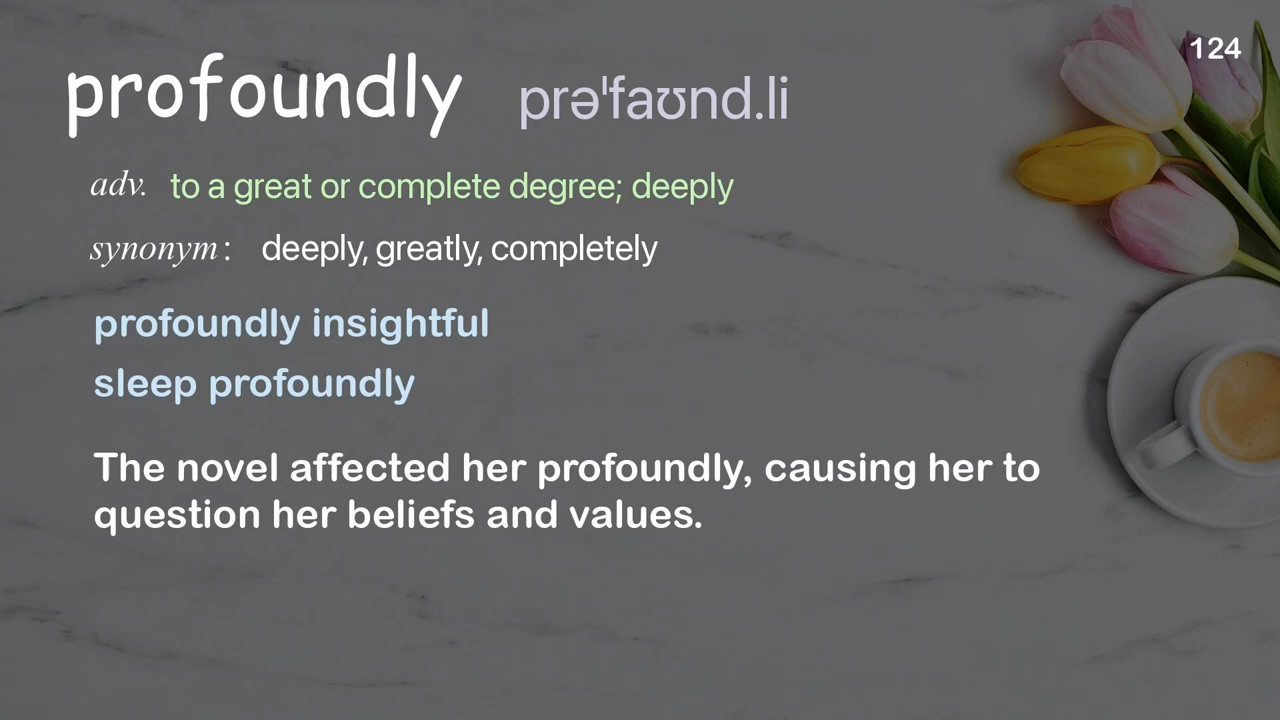 124
profoundly prəˈfaʊnd.li
adv. to a great or complete degree; deeply
synonym: deeply, greatly, completely
profoundly insightful
sleep profoundly
The novel affected her profoundly, causing her to
question her beliefs and values.